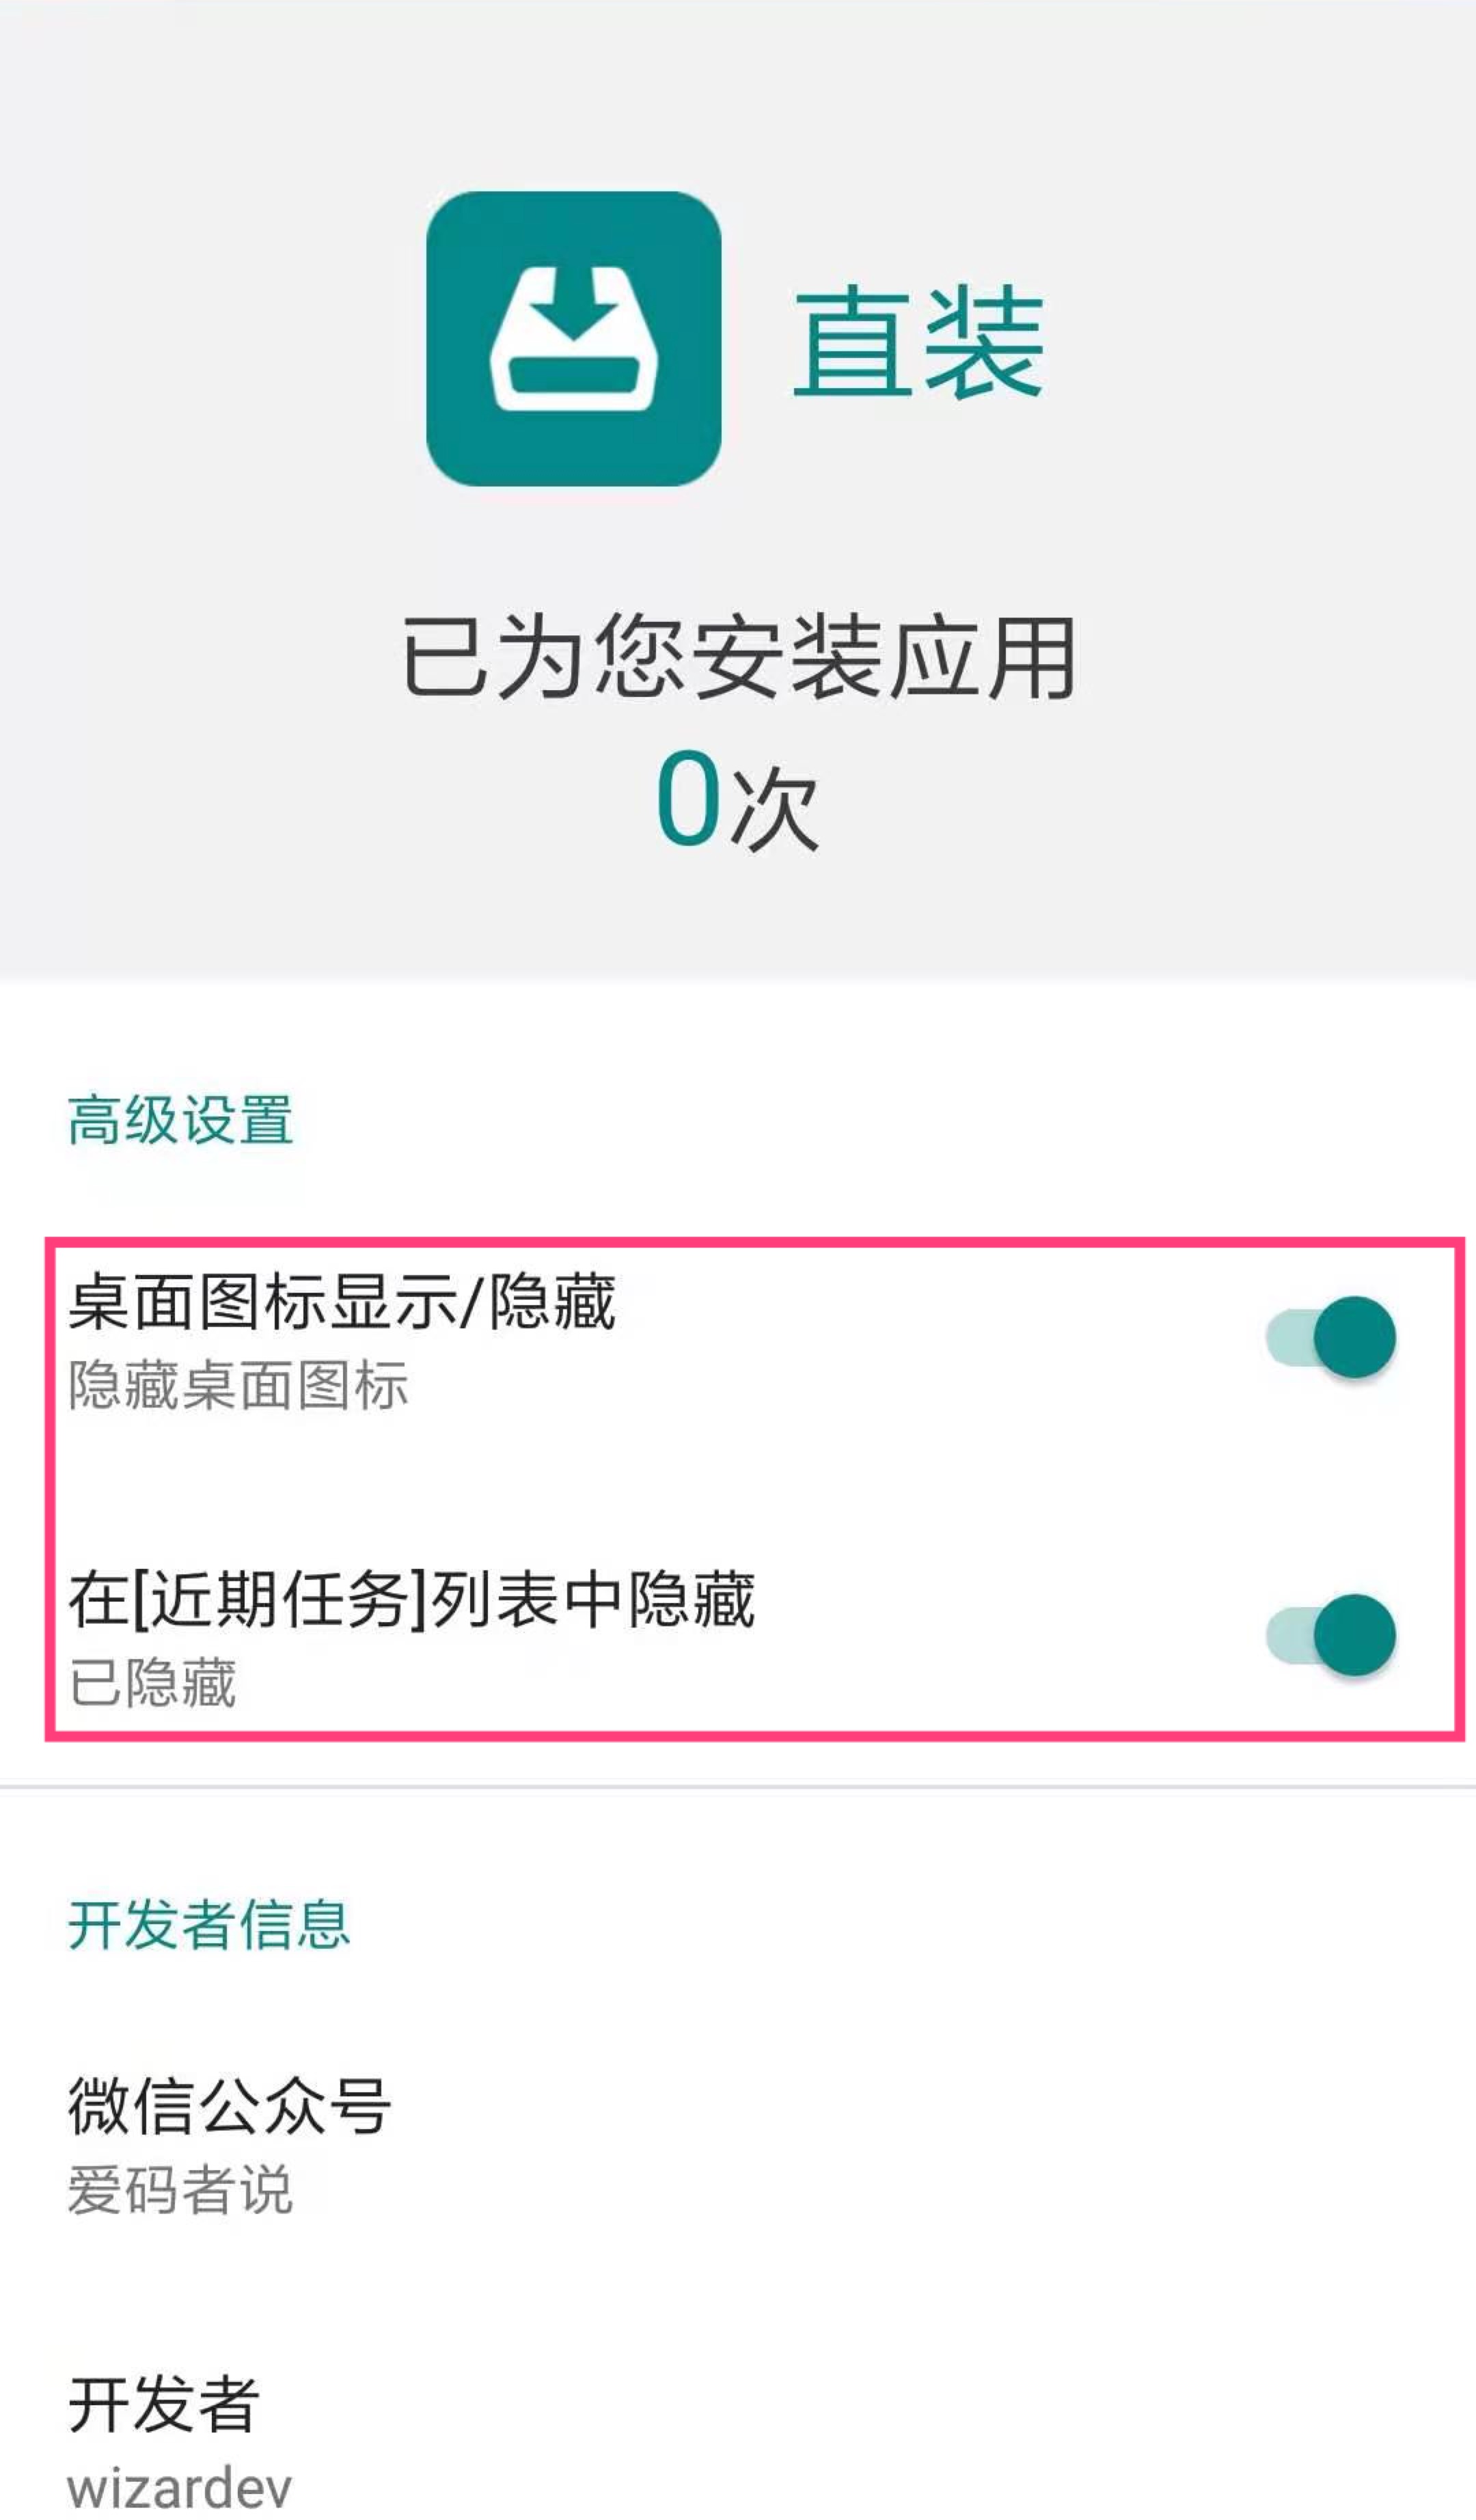 直装
已为您安装应用
0次
高级设置
桌面图标显示/隐藏
隐藏桌面图标
在[近期任务]列表中隐藏
已隐藏
开发者信息
微信公众号
爱码者说
开发者
wizardev